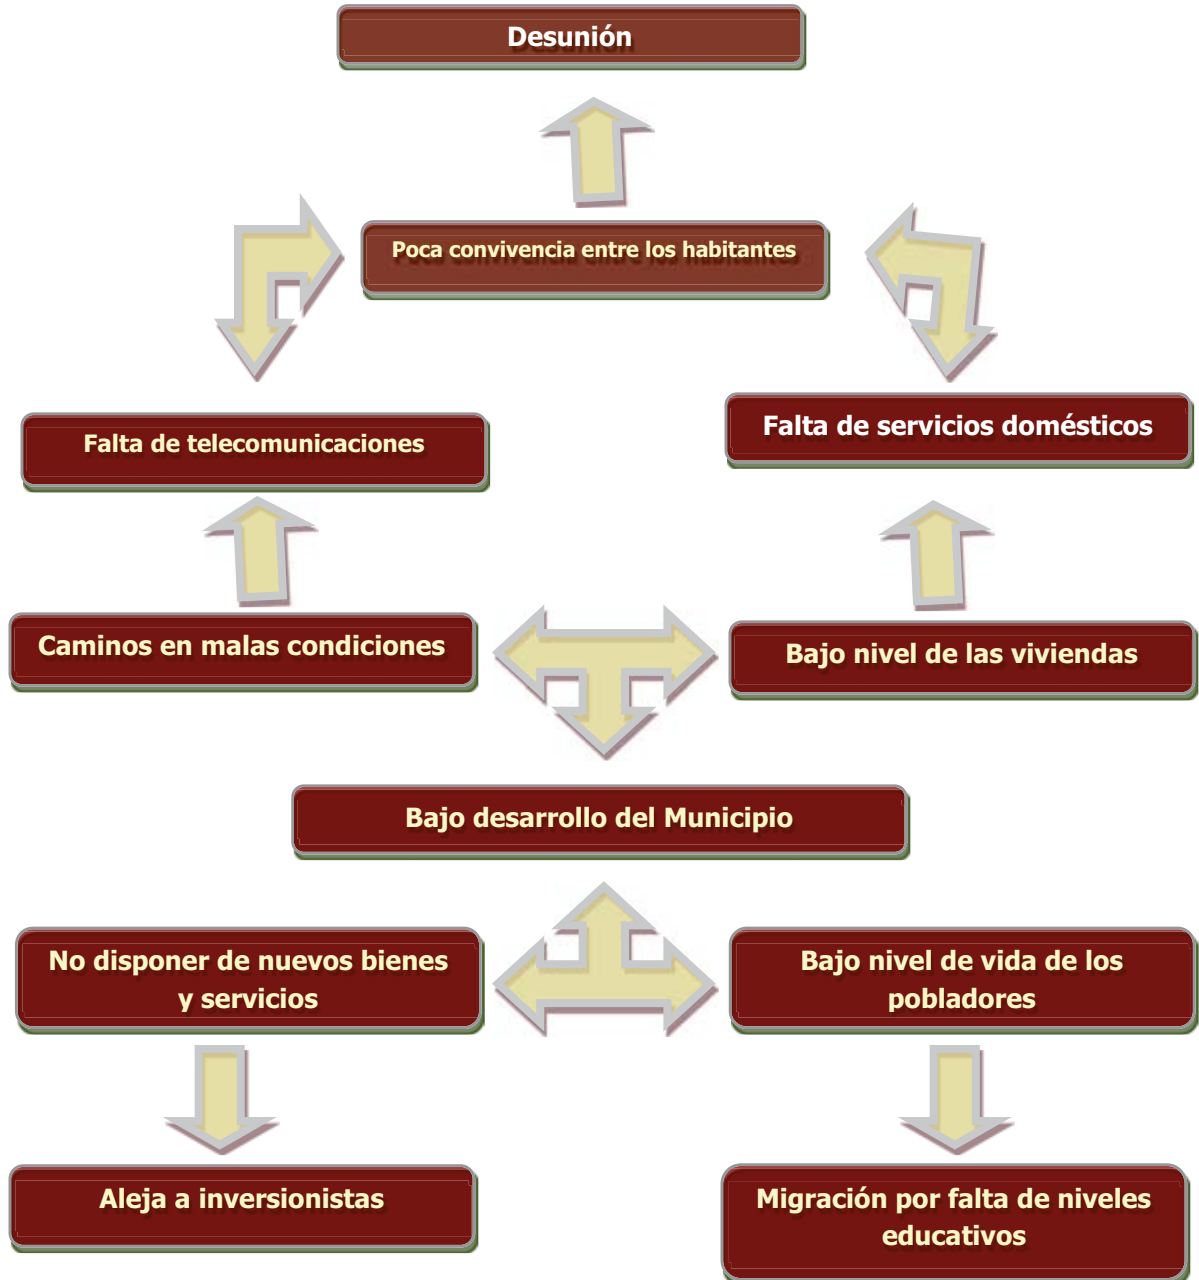 Desunión
Poca convivencia entre los habitantes
Falta de telecomunicaciones
Falta de servicios domésticos
Caminos en malas condiciones
Bajo nivel de las viviendas
Bajo desarrollo del Municipio
No disponer de nuevos bienes
y servicios
Bajo nivel de vida de los
pobladores
Aleja a inversionistas
Migración por falta de niveles
educativos